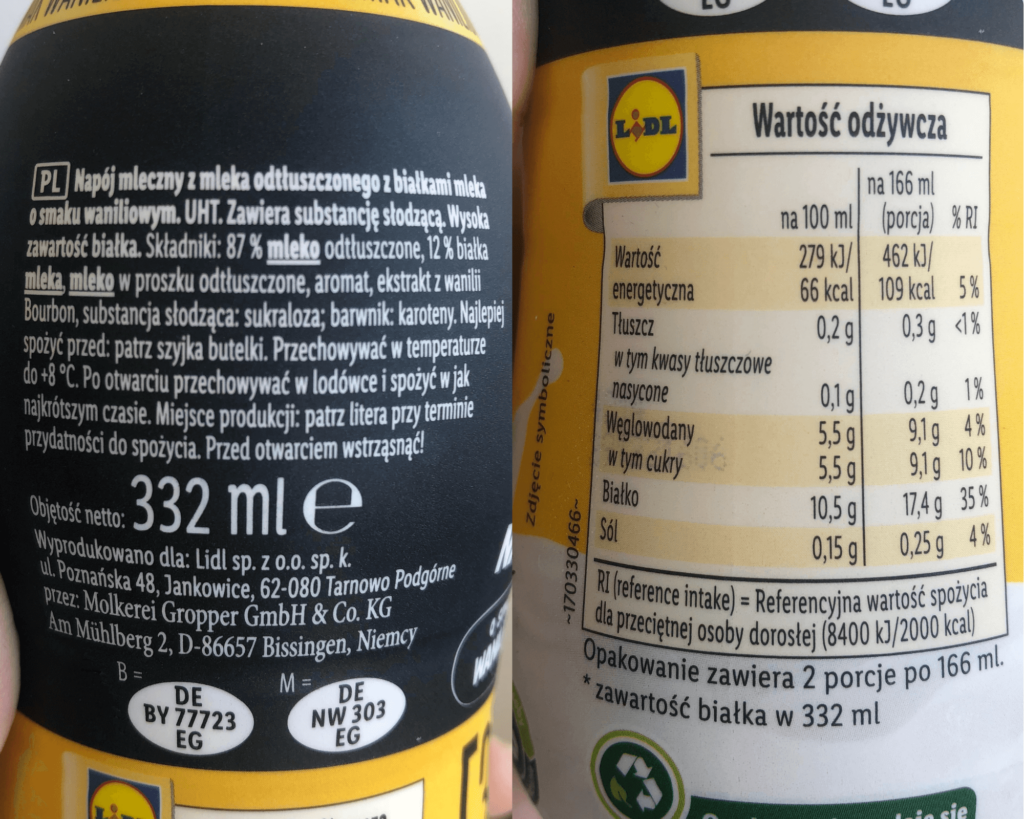 PL Napój mleczny z mleka odtłuszczonego z białkami mleka
o smaku waniliowym. UHT. Zawiera substancję słodzącą. Wysoka
zawartość białka. Składniki: 87 % mleko odtłuszczone, 12 % białka
mleka, mleko w proszku odtłuszczone, aromat, ekstrakt z wanilii
Bourbon, substancja słodząca: sukraloza; barwnik: karoteny. Najlepiej
spożyć przed: patrz szyjka butelki. Przechowywać w temperaturze
do +8 °C. Po otwarciu przechowywać w lodówce i spożyć w jak
najkrótszym czasie. Miejsce produkcji: patrz litera przy terminie
przydatności do spożycia. Przed otwarciem wstrząsnąć!
Objętość netto: 332 ml e
Wyprodukowano dla: Lidl sp. z o.o. sp. k.
ul. Poznańska 48, Jankowice, 62-080 Tarnowo Podgórne
przez: Molkerei Gropper GmbH & Co. KG
Am Mühlberg 2, D-86657 Bissingen, Niemcy
B = DE BY 77723 EG
M = DE NW 303 EG
LIDL
LIDL
Wartość odżywcza
na 100 ml na 166 ml (porcja) % RI
Wartość energetyczna 279 kJ/ 66 kcal 462 kJ/ 109 kcal 5 %
Tłuszcz 0,2 g 0,3 g <1 %
w tym kwasy tłuszczowe nasycone 0,1 g 0,2 g 1 %
Węglowodany 5,5 g 9,1 g 4 %
w tym cukry 5,5 g 9,1 g 10 %
Białko 10,5 g 17,4 g 35 %
Sól 0,15 g 0,25 g 4 %
RI (reference intake) = Referencyjna wartość spożycia
dla przeciętnej osoby dorosłej (8400 kJ/2000 kcal)
Opakowanie zawiera 2 porcje po 166 ml.
* zawartość białka w 332 ml
Zdjęcie symboliczne
~170330466~